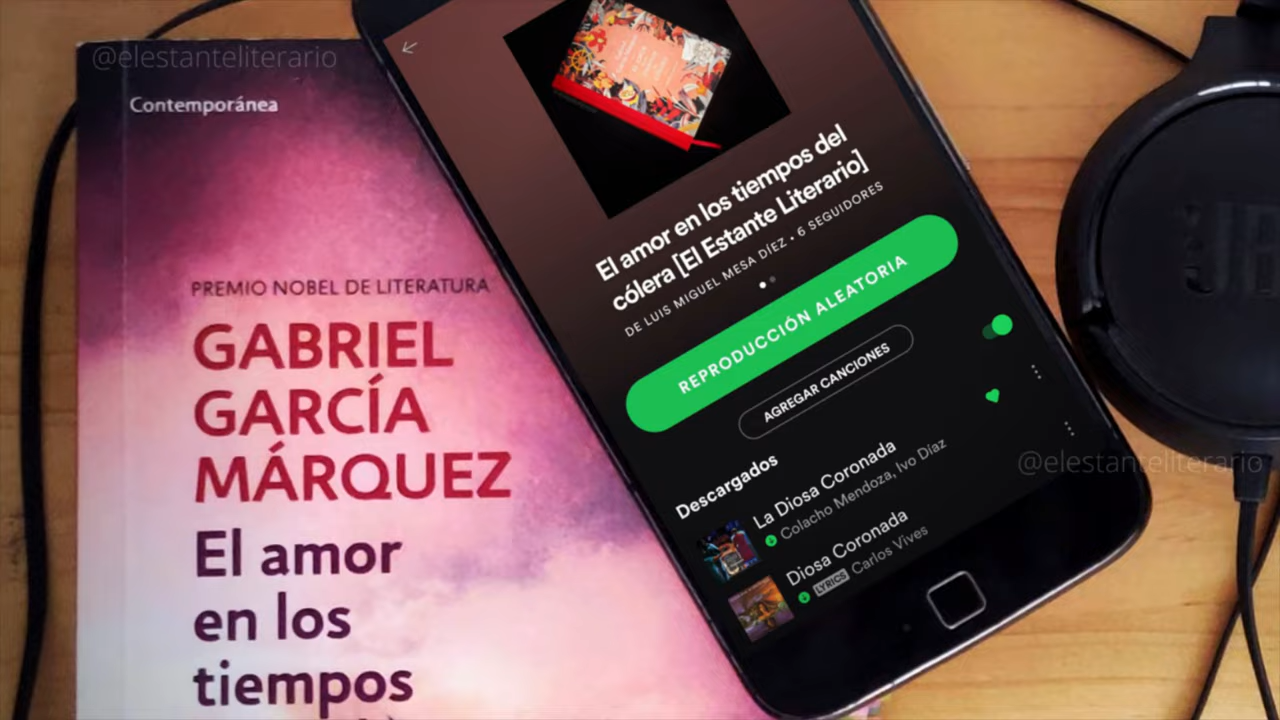 @elestanteliterario
Contemporánea
PREMIO NOBEL DE LITERATURA
GABRIEL
GARCÍA
MÁRQUEZ
El amor
en los
tiempos
El amor en los tiempos del
cólera [El Estante Literario]
DE LUIS MIGUEL MESA DÍEZ • 6 SEGUIDORES
REPRODUCCIÓN ALEATORIA
AGREGAR CANCIONES
Descargados
La Diosa Coronada
Colacho Mendoza, Ivo Díaz
Diosa Coronada
LYRICS Carlos Vives
@elestanteliterario